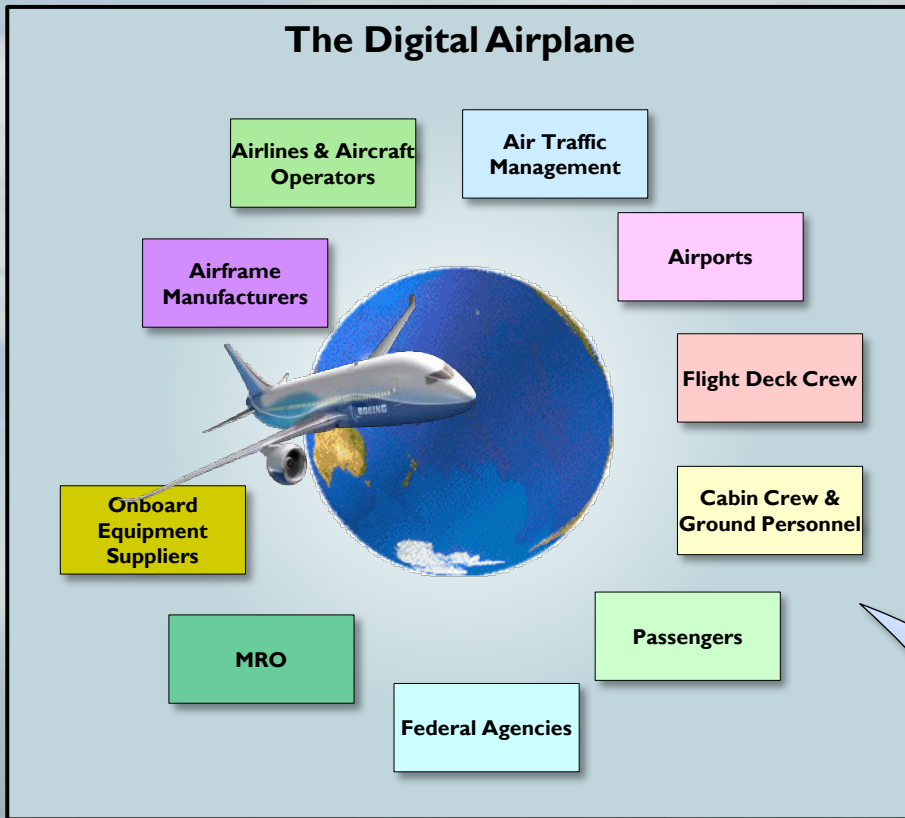 The Digital Airplane
Airlines & Aircraft
Operators
Air Traffic
Management
Airports
Airframe
Manufacturers
Flight Deck Crew
BOEING
Cabin Crew &
Ground Personnel
Onboard
Equipment
Suppliers
Passengers
MRO
Federal Agencies